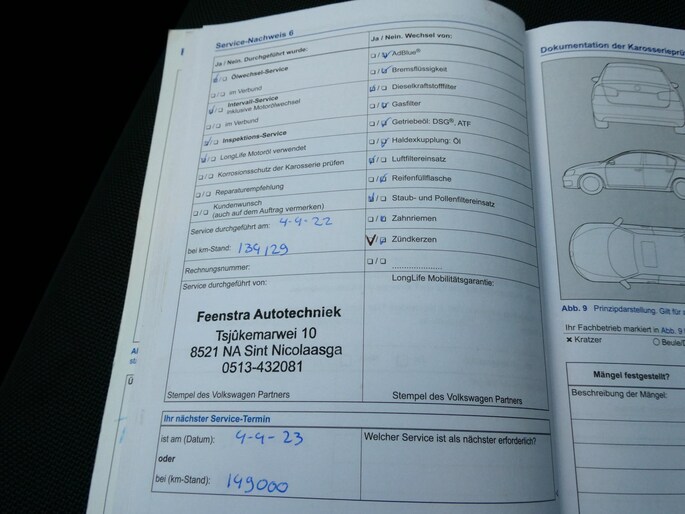 Service-Nachweis 6
Ja / Nein. Durchgeführt wurde:
Ölwechsel-Service
im Verbund
Intervall-Service
inklusive Motorölwechsel
im Verbund
Inspektions-Service
LongLife Motoröl verwendet
Korrosionsschutz der Karosserie prüfen
Reparaturempfehlung
Kundenwunsch
(auch auf dem Auftrag vermerken)
Service durchgeführt am: 4-4-22
bei km-Stand: 134129
Rechnungsnummer:
Service durchgeführt von:
Feenstra Autotechniek
Tsjûkemarwei 10
8521 NA Sint Nicolaasga
0513-432081
Stempel des Volkswagen Partners
Ja / Nein. Wechsel von:
AdBlue®
Bremsflüssigkeit
Dieselkraftstofffilter
Gasfilter
Getriebeöl: DSG®, ATF
Haldexkupplung: Öl
Luftfiltereinsatz
Reifenfüllflasche
Staub- und Pollenfiltereinsatz
Zahnriemen
Zündkerzen
....................
LongLife Mobilitätsgarantie:
Stempel des Volkswagen Partners
Ihr nächster Service-Termin
ist am (Datum): 4-4-23
oder
bei (km-Stand): 149000
Welcher Service ist als nächster erforderlich?
Dokumentation der Karosserieprü
Abb. 9 Prinzipdarstellung. Gilt für
Ihr Fachbetrieb markiert in Abb. 9
× Kratzer
Beule/D
Mängel festgestellt?
Beschreibung der Mängel: